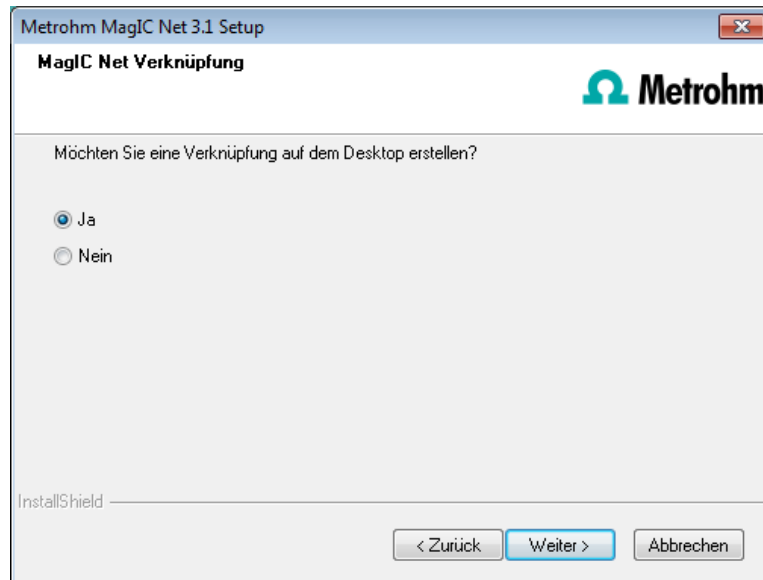 Metrohm MagIC Net 3.1 Setup
MagIC Net Verknüpfung
Metrohm
Möchten Sie eine Verknüpfung auf dem Desktop erstellen?
Ja
Nein
InstallShield
< Zurück Weiter > Abbrechen